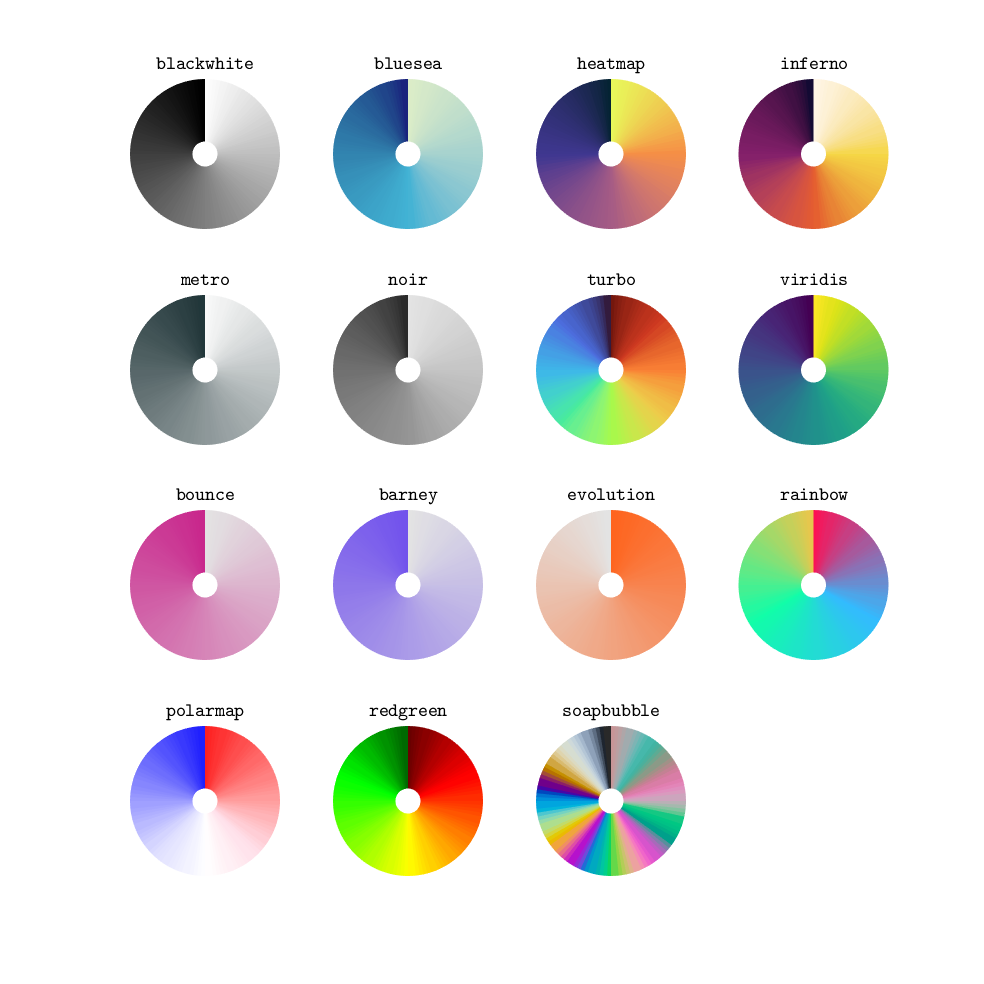 blackwhite
bluesea
heatmap
inferno
metro
noir
turbo
viridis
bounce
barney
evolution
rainbow
polarmap
redgreen
soapbubble